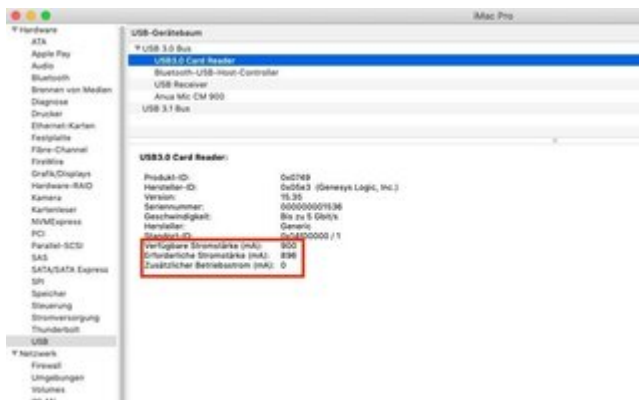 iMac Pro
Hardware
ATA
Apple Pay
Audio
Bluetooth
Brennen von Medien
Diagnose
Drucker
Ethernet-Karten
Festplatte
Fibre-Channel
FireWire
Grafik/Displays
Hardware-RAID
Kamera
Kartenleser
NVMExpress
PCI
Parallel-SCSI
SAS
SATA/SATA Express
SPI
Speicher
Steuerung
Stromversorgung
Thunderbolt
USB
Netzwerk
Firewall
Umgebungen
Volumes
USB-Gerätebaum
USB 3.0 Bus
USB3.0 Card Reader
Bluetooth-USB-Host-Controller
USB Receiver
Anua Mic CM 900
USB 3.1 Bus
USB3.0 Card Reader:
Produkt-ID: 0x0749
Hersteller-ID: 0x05e3 (Genesys Logic, Inc.)
Version: 15.35
Seriennummer: 000000001536
Geschwindigkeit: Bis zu 5 Gbit/s
Hersteller: Generic
Standort-ID: 0x14100000 / 1
Verfügbare Stromstärke (mA): 900
Erforderliche Stromstärke (mA): 896
Zusätzlicher Betriebsstrom (mA): 0